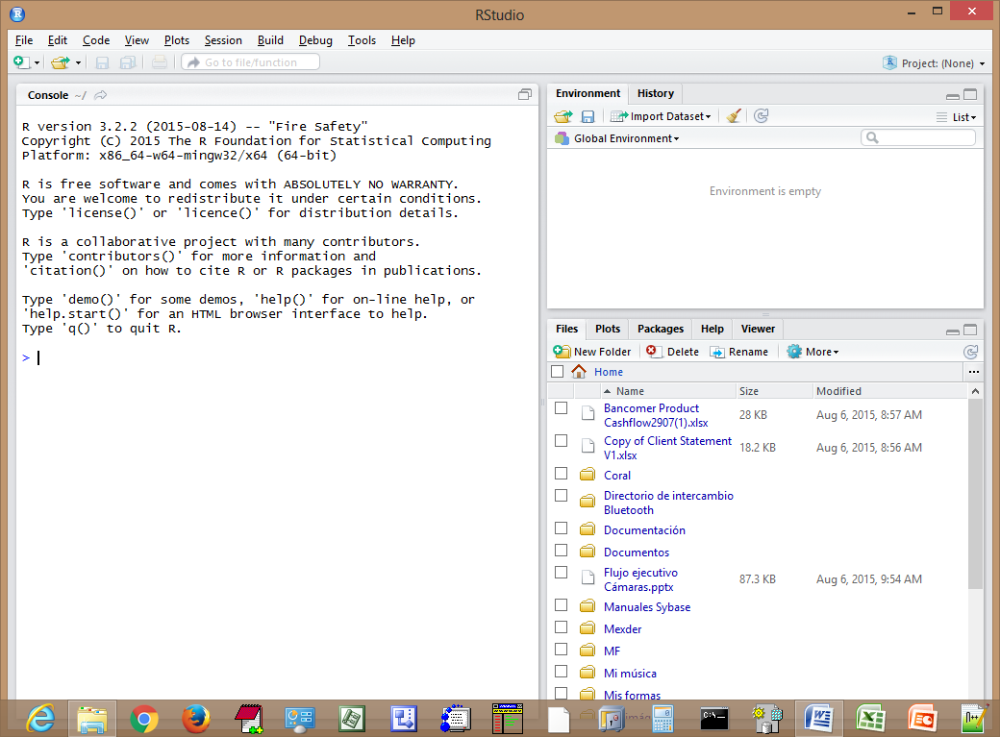 RStudio
File Edit Code View Plots Session Build Debug Tools Help
Go to file/function
Project: (None)
Console ~/
R version 3.2.2 (2015-08-14) -- "Fire Safety"
Copyright (C) 2015 The R Foundation for Statistical Computing
Platform: x86_64-w64-mingw32/x64 (64-bit)
R is free software and comes with ABSOLUTELY NO WARRANTY.
You are welcome to redistribute it under certain conditions.
Type 'license()' or 'licence()' for distribution details.
R is a collaborative project with many contributors.
Type 'contributors()' for more information and
'citation()' on how to cite R or R packages in publications.
Type 'demo()' for some demos, 'help()' for on-line help, or
'help.start()' for an HTML browser interface to help.
Type 'q()' to quit R.
>
Environment History
Import Dataset
List
Global Environment
Environment is empty
Files Plots Packages Help Viewer
New Folder Delete Rename More
Home
Name Size Modified
Bancomer Product
Cashflow2907(1).xlsx 28 KB Aug 6, 2015, 8:57 AM
Copy of Client Statement
V1.xlsx 18.2 KB Aug 6, 2015, 8:56 AM
Coral
Directorio de intercambio
Bluetooth
Documentación
Documentos
Flujo ejecutivo
Cámaras.pptx 87.3 KB Aug 6, 2015, 9:54 AM
Manuales Sybase
Mexder
MF
Mi música
Mis formas